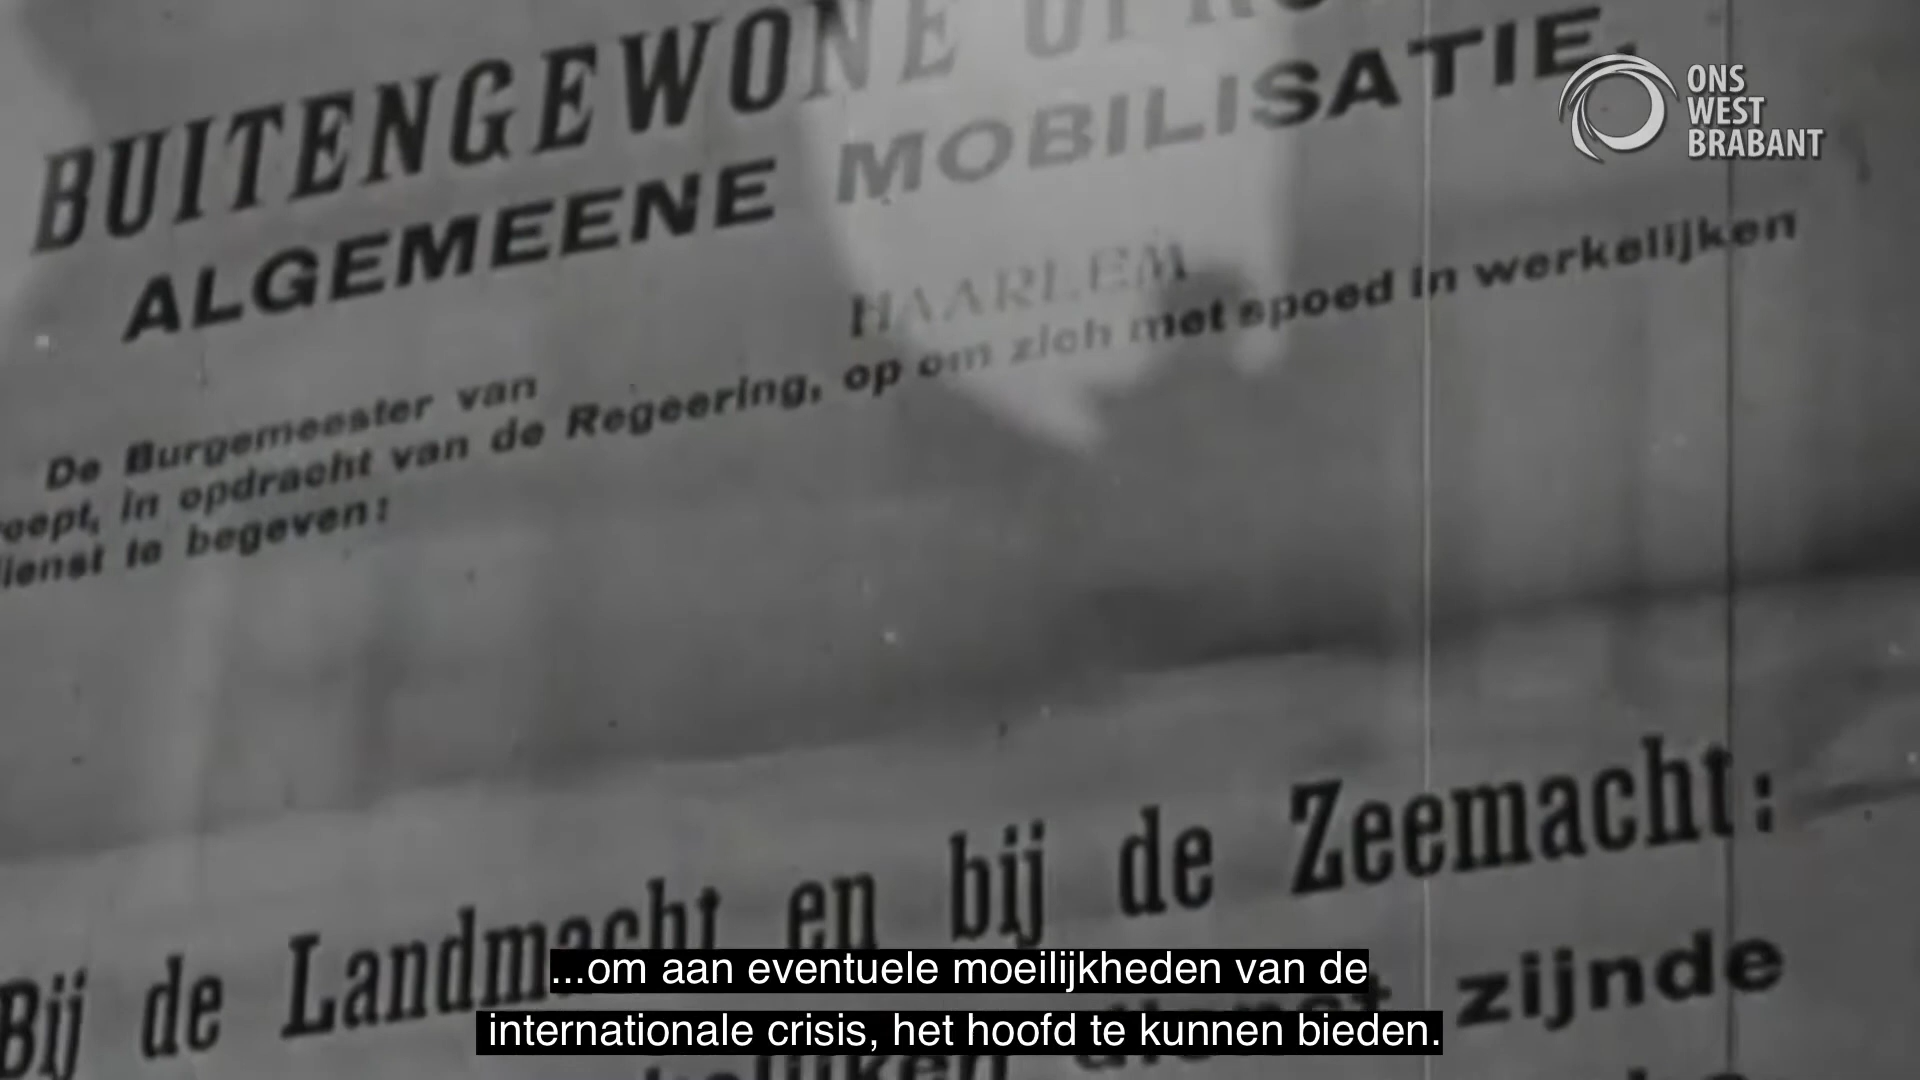 BUITENGEWONE
ALGEMEENE MOBILISATIE.
ONS
WEST
BRABANT
HAARLEM
De Burgemeester van
roept, in opdracht van de Regeering, op om zich met spoed in werkelijken
dienst te begeven:
Bij de Landmacht en bij de Zeemacht:
dienst zijnde
...om aan eventuele moeilijkheden van de
internationale crisis, het hoofd te kunnen bieden.